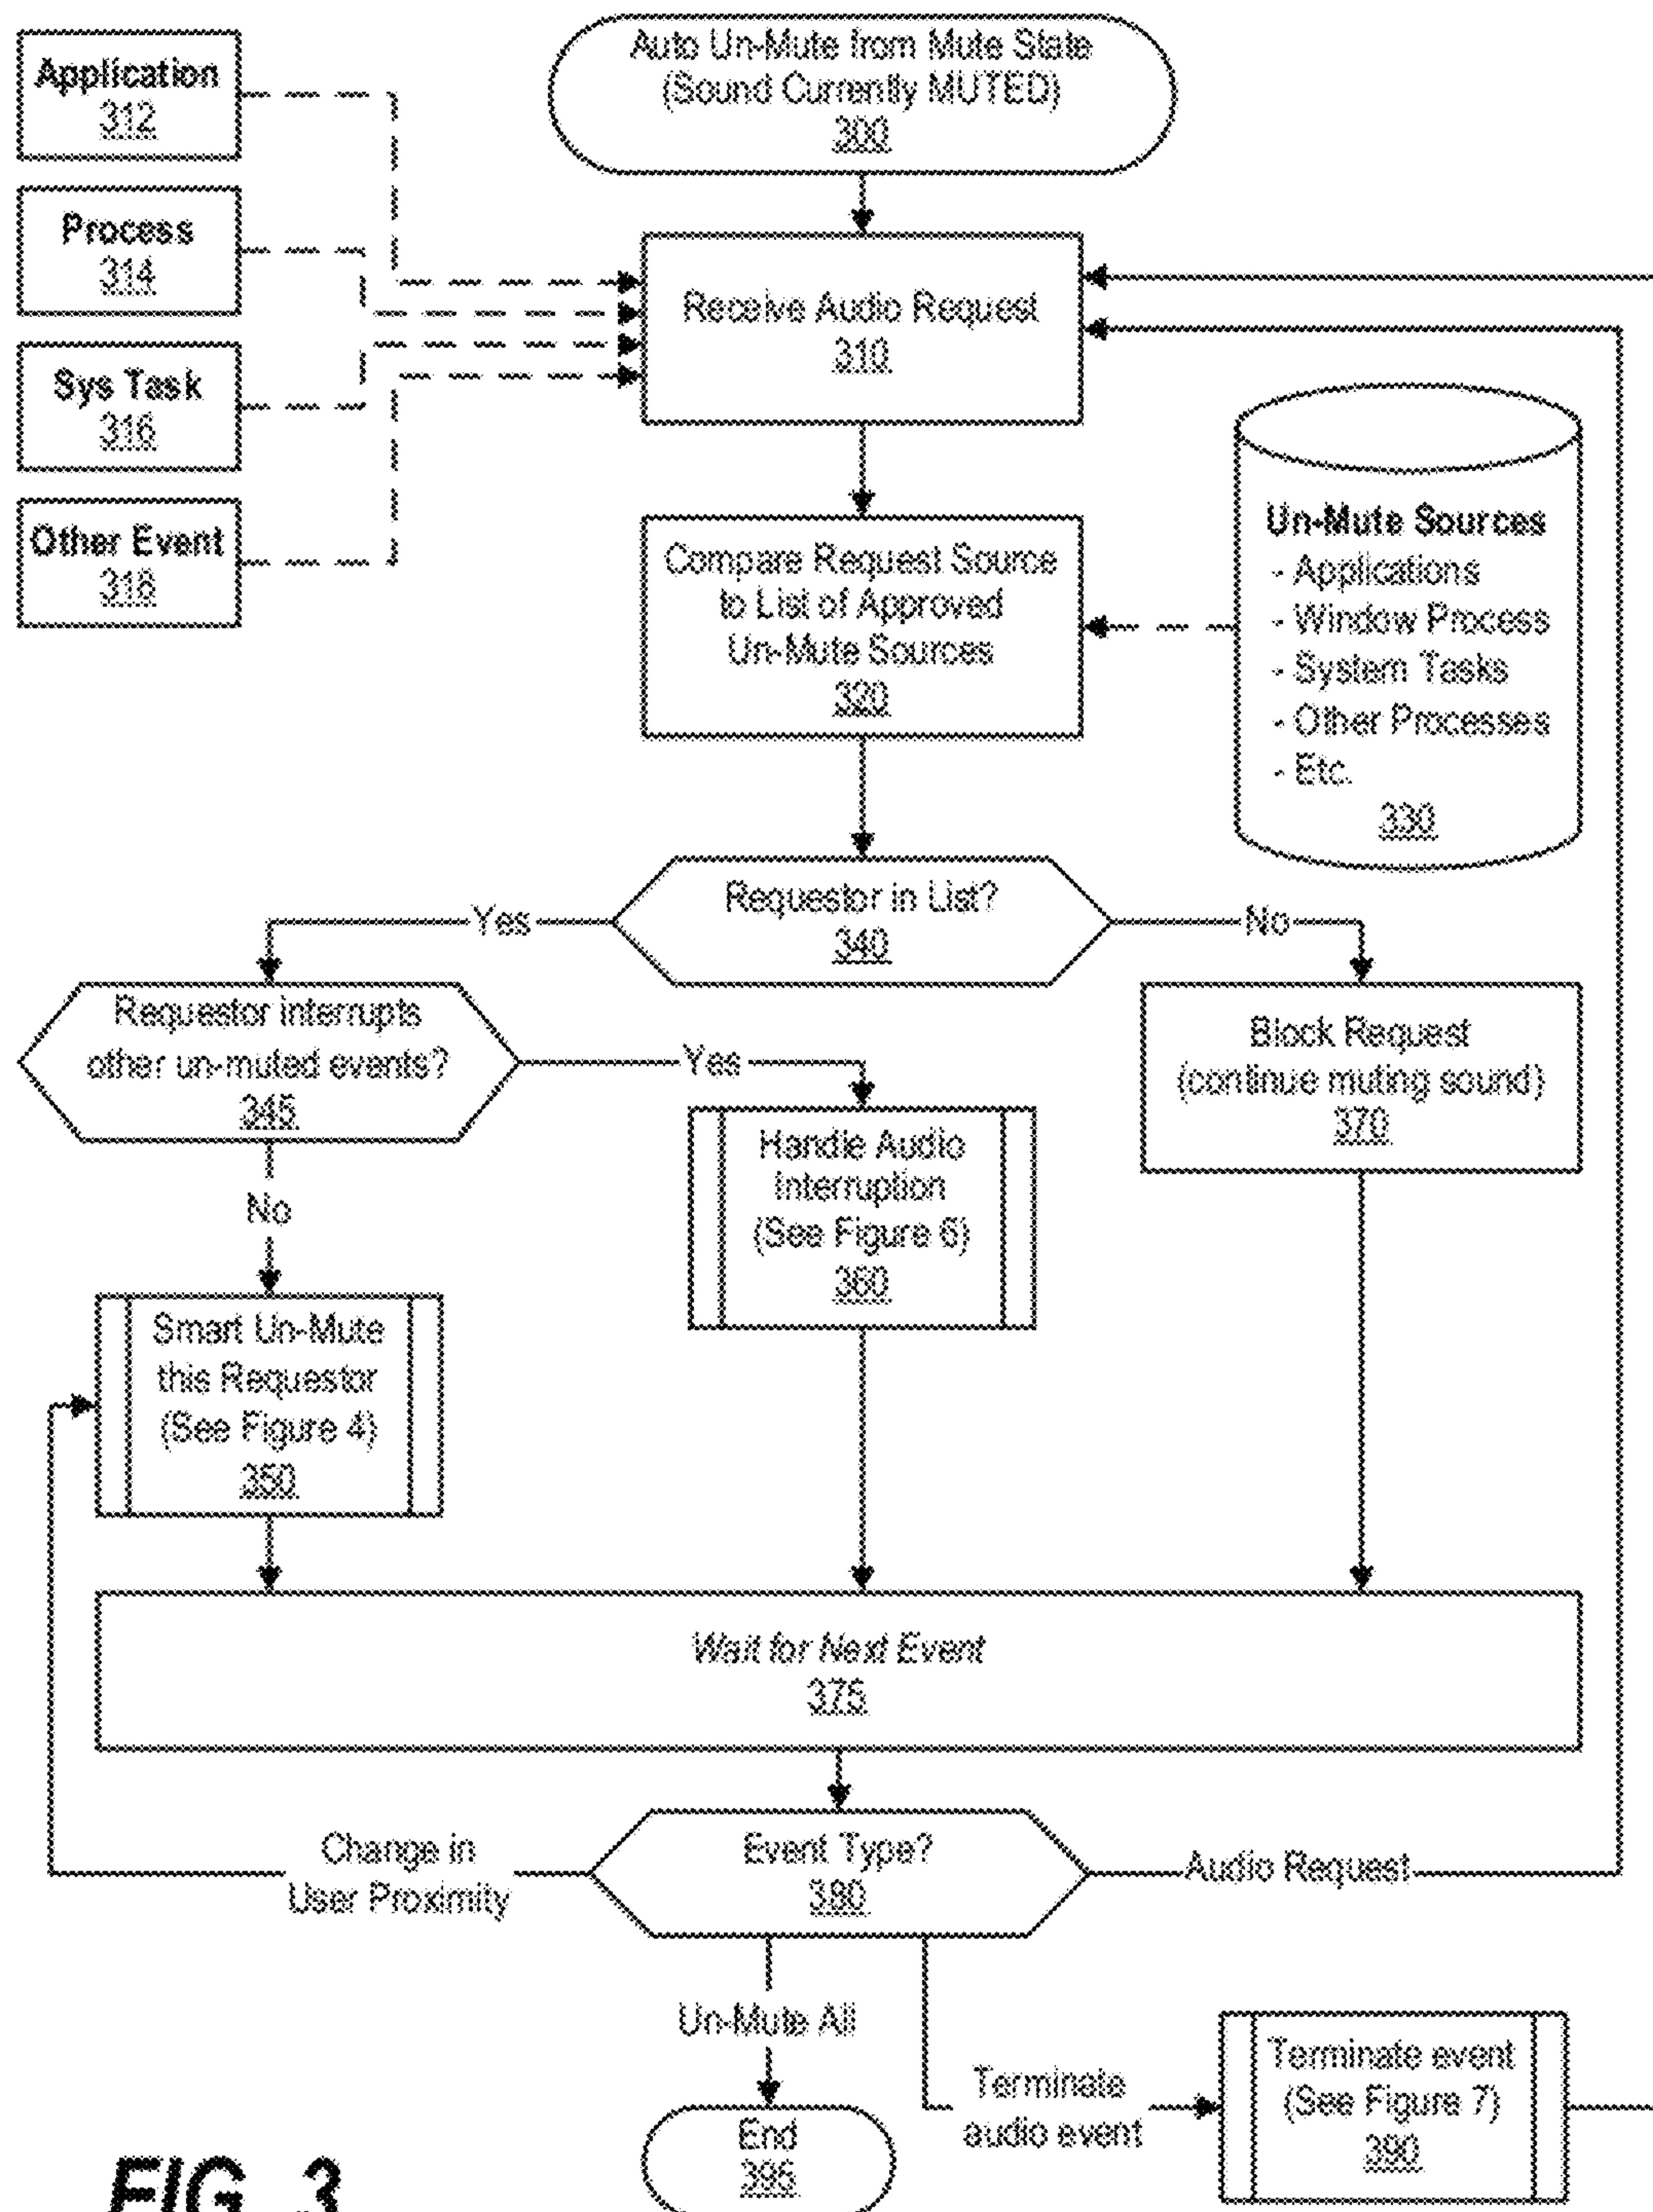 Auto Un-Mute from Mute State
(Sound Currently MUTED)
300
Application
312
Process
314
Sys Task
316
Other Event
318
Receive Audio Request
310
Compare Request Source
to List of Approved
Un-Mute Sources
320
Un-Mute Sources
- Applications
- Window Process
- System Tasks
- Other Processes
- Etc.
330
Requestor in List?
340
Yes
No
Requestor interrupts
other un-muted events?
345
Yes
No
Block Request
(continue muting sound)
370
Handle Audio
Interruption
(See Figure 6)
360
Smart Un-Mute
this Requestor
(See Figure 4)
350
Wait for Next Event
375
Event Type?
380
Change in
User Proximity
Audio Request
Un-Mute All
Terminate
audio event
Terminate event
(See Figure 7)
390
End
395
FIG. 3